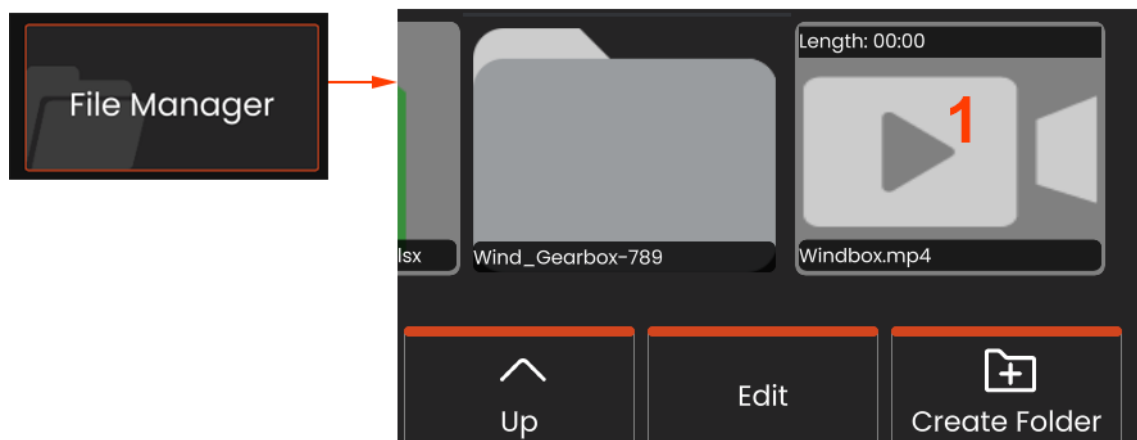 File Manager
Length: 00:00
1
lsx
Wind_Gearbox-789
Windbox.mp4
Up
Edit
Create Folder